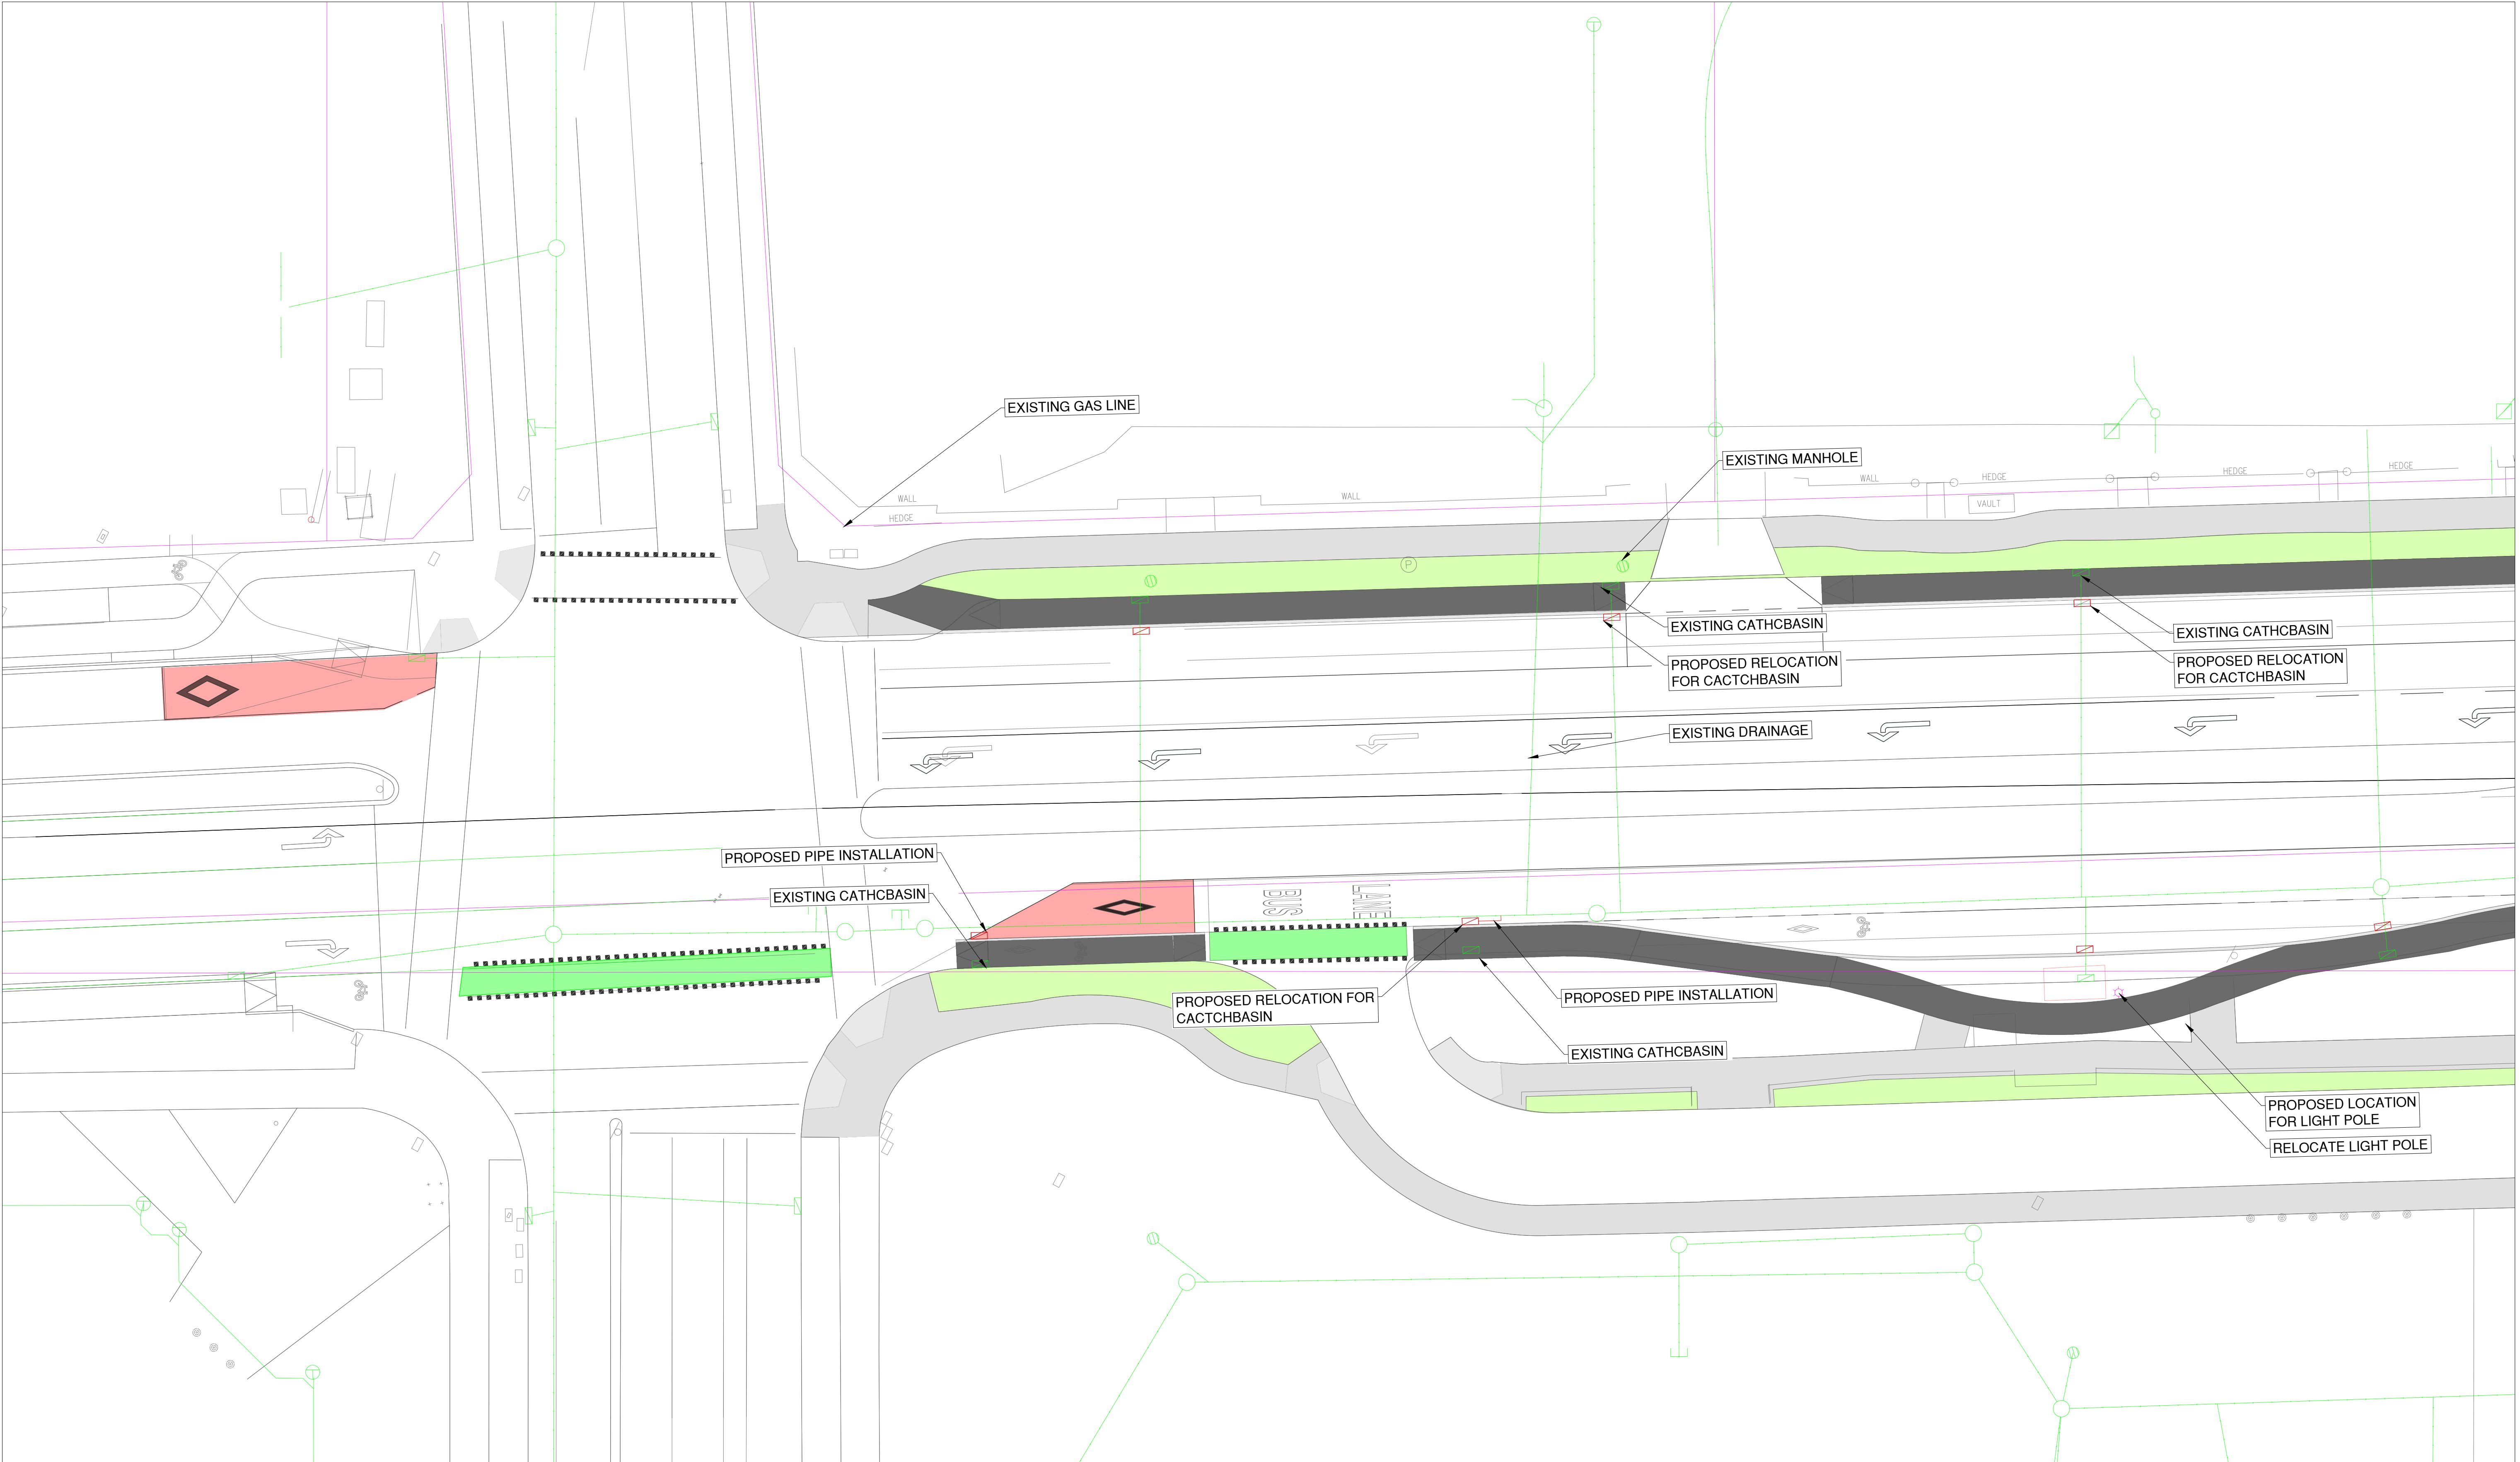 EXISTING GAS LINE
EXISTING MANHOLE
HEDGE
HEDGE
HEDGE
WALL
WALL
WALL
VAULT
HEDGE
P
EXISTING CATHCBASIN
EXISTING CATHCBASIN
PROPOSED RELOCATION
FOR CACTCHBASIN
PROPOSED RELOCATION
FOR CACTCHBASIN
EXISTING DRAINAGE
PROPOSED PIPE INSTALLATION
EXISTING CATHCBASIN
BUS
LANE
PROPOSED RELOCATION FOR
CACTCHBASIN
PROPOSED PIPE INSTALLATION
EXISTING CATHCBASIN
PROPOSED LOCATION
FOR LIGHT POLE
RELOCATE LIGHT POLE